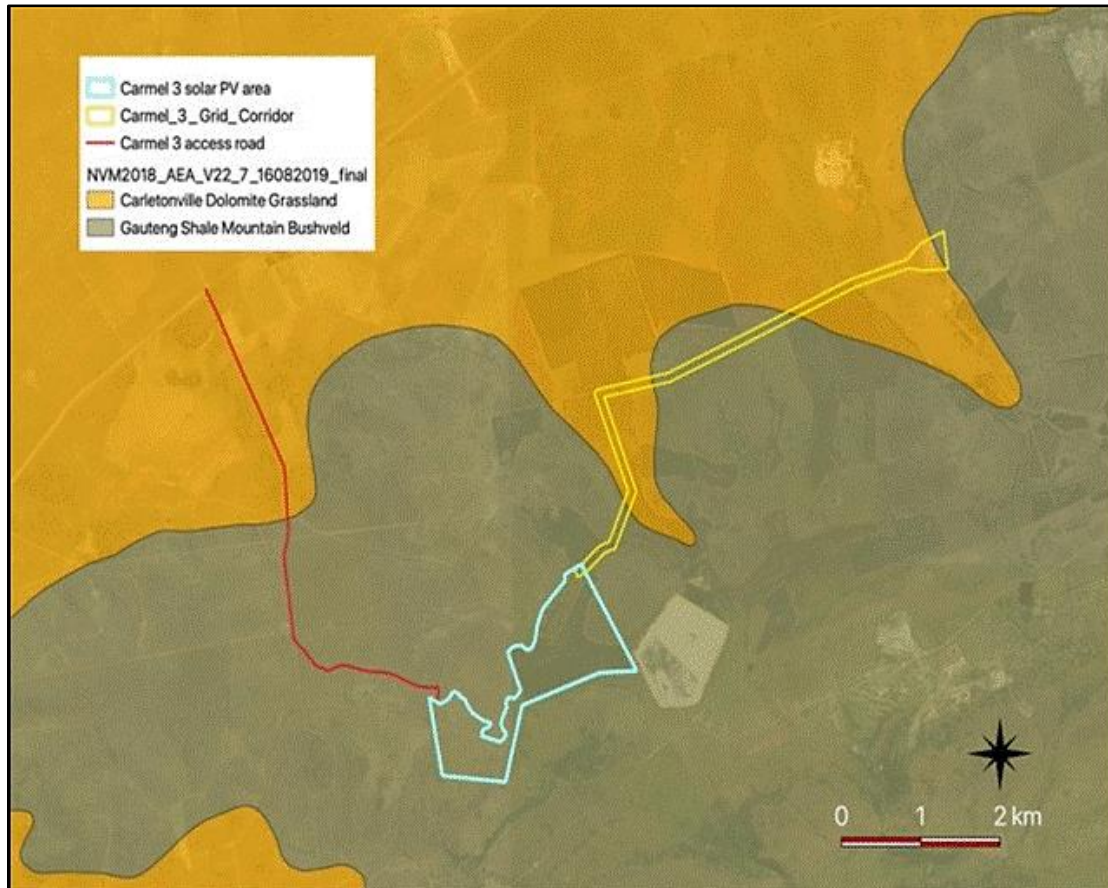 Carmel 3 solar PV area
Carmel_3_Grid_Corridor
Carmel 3 access road
NVM2018_AEA_V22_7_16082019_final
Carletonville Dolomite Grassland
Gauteng Shale Mountain Bushveld
0 1 2 km